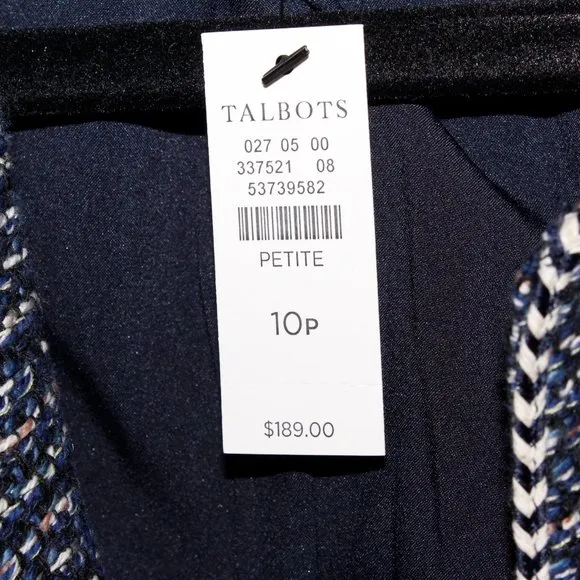 TALBOTS
027 05 00
337521 08
53739582
PETITE
10P
$189.00